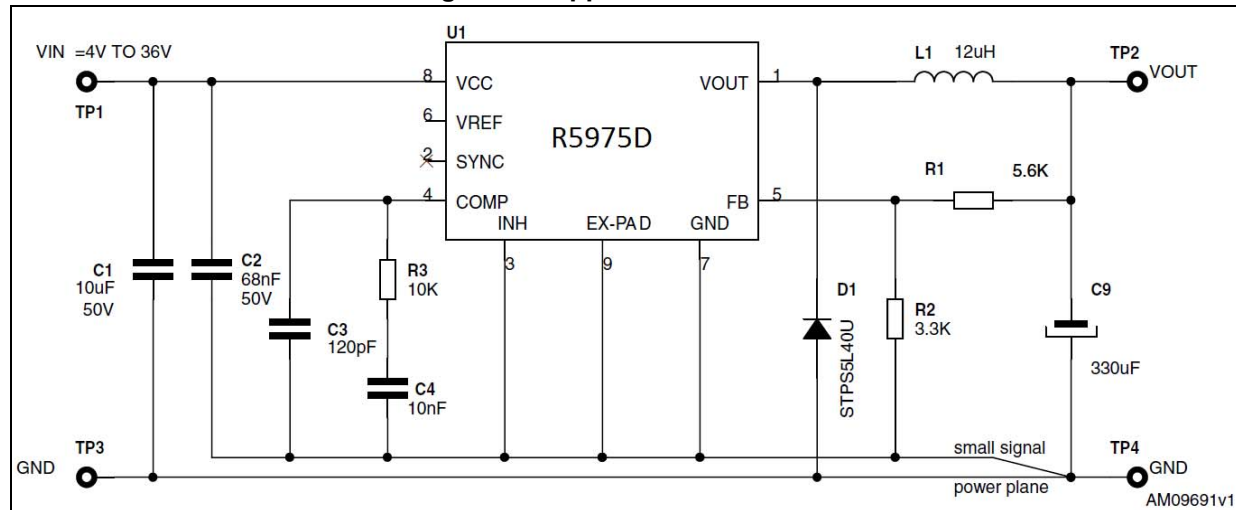 U1
VIN =4V TO 36V
L1 12uH
TP2
VOUT
TP1
8 VCC
VOUT 1
6 VREF
R5975D
2 SYNC
R1 5.6K
4 COMP
FB 5
INH EX-PAD GND
3 9 7
C1
10uF
50V
C2
68nF
50V
R3
10K
D1
STPS5L40U
R2
3.3K
C9
330uF
C3
120pF
C4
10nF
TP3
GND
small signal
power plane
TP4
GND
AM09691v1